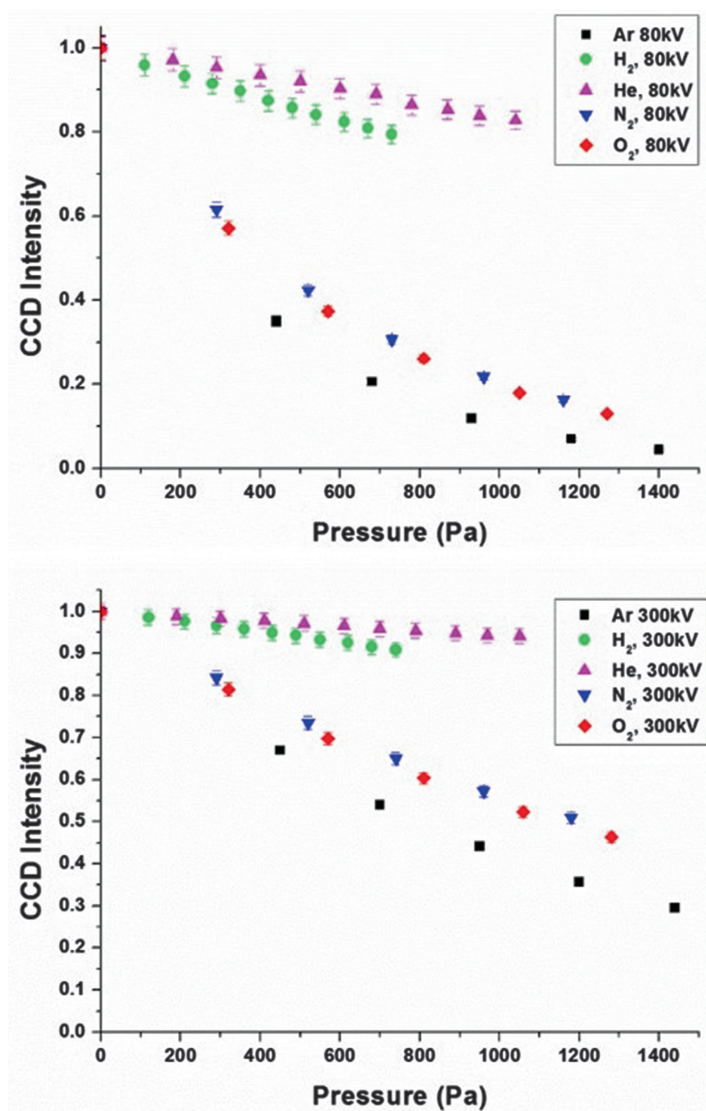 1.0
0.8
0.6
0.4
0.2
0.0
CCD Intensity
Ar 80kV
H2, 80kV
He, 80kV
N2, 80kV
O2, 80kV
0 200 400 600 800 1000 1200 1400
Pressure (Pa)
1.0
0.9
0.8
0.7
0.6
0.5
0.4
0.3
0.2
0.1
0.0
CCD Intensity
Ar 300kV
H2, 300kV
He, 300kV
N2, 300kV
O2, 300kV
0 200 400 600 800 1000 1200 1400
Pressure (Pa)